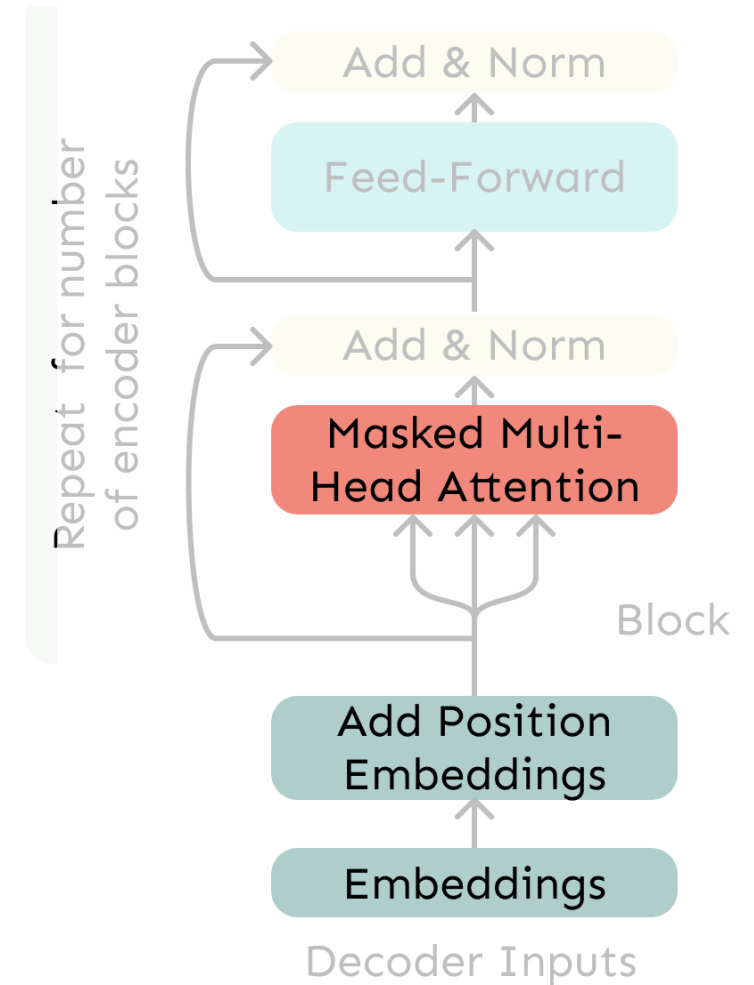 Add & Norm
Feed-Forward
Add & Norm
Masked Multi-
Head Attention
Repeat for number
of encoder blocks
Block
Add Position
Embeddings
Embeddings
Decoder Inputs